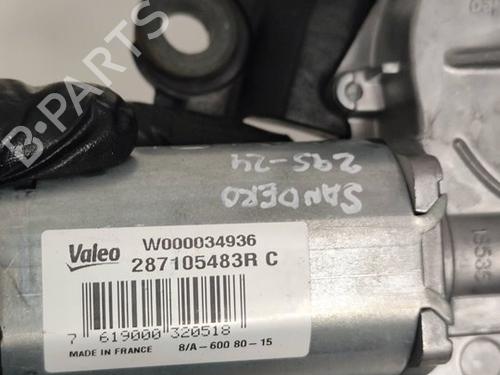 B-PARTS
295-24
SANDERO
Valeo
W000034936
287105483R C
7 619000 320518
MADE IN FRANCE
8/A-600 80-15